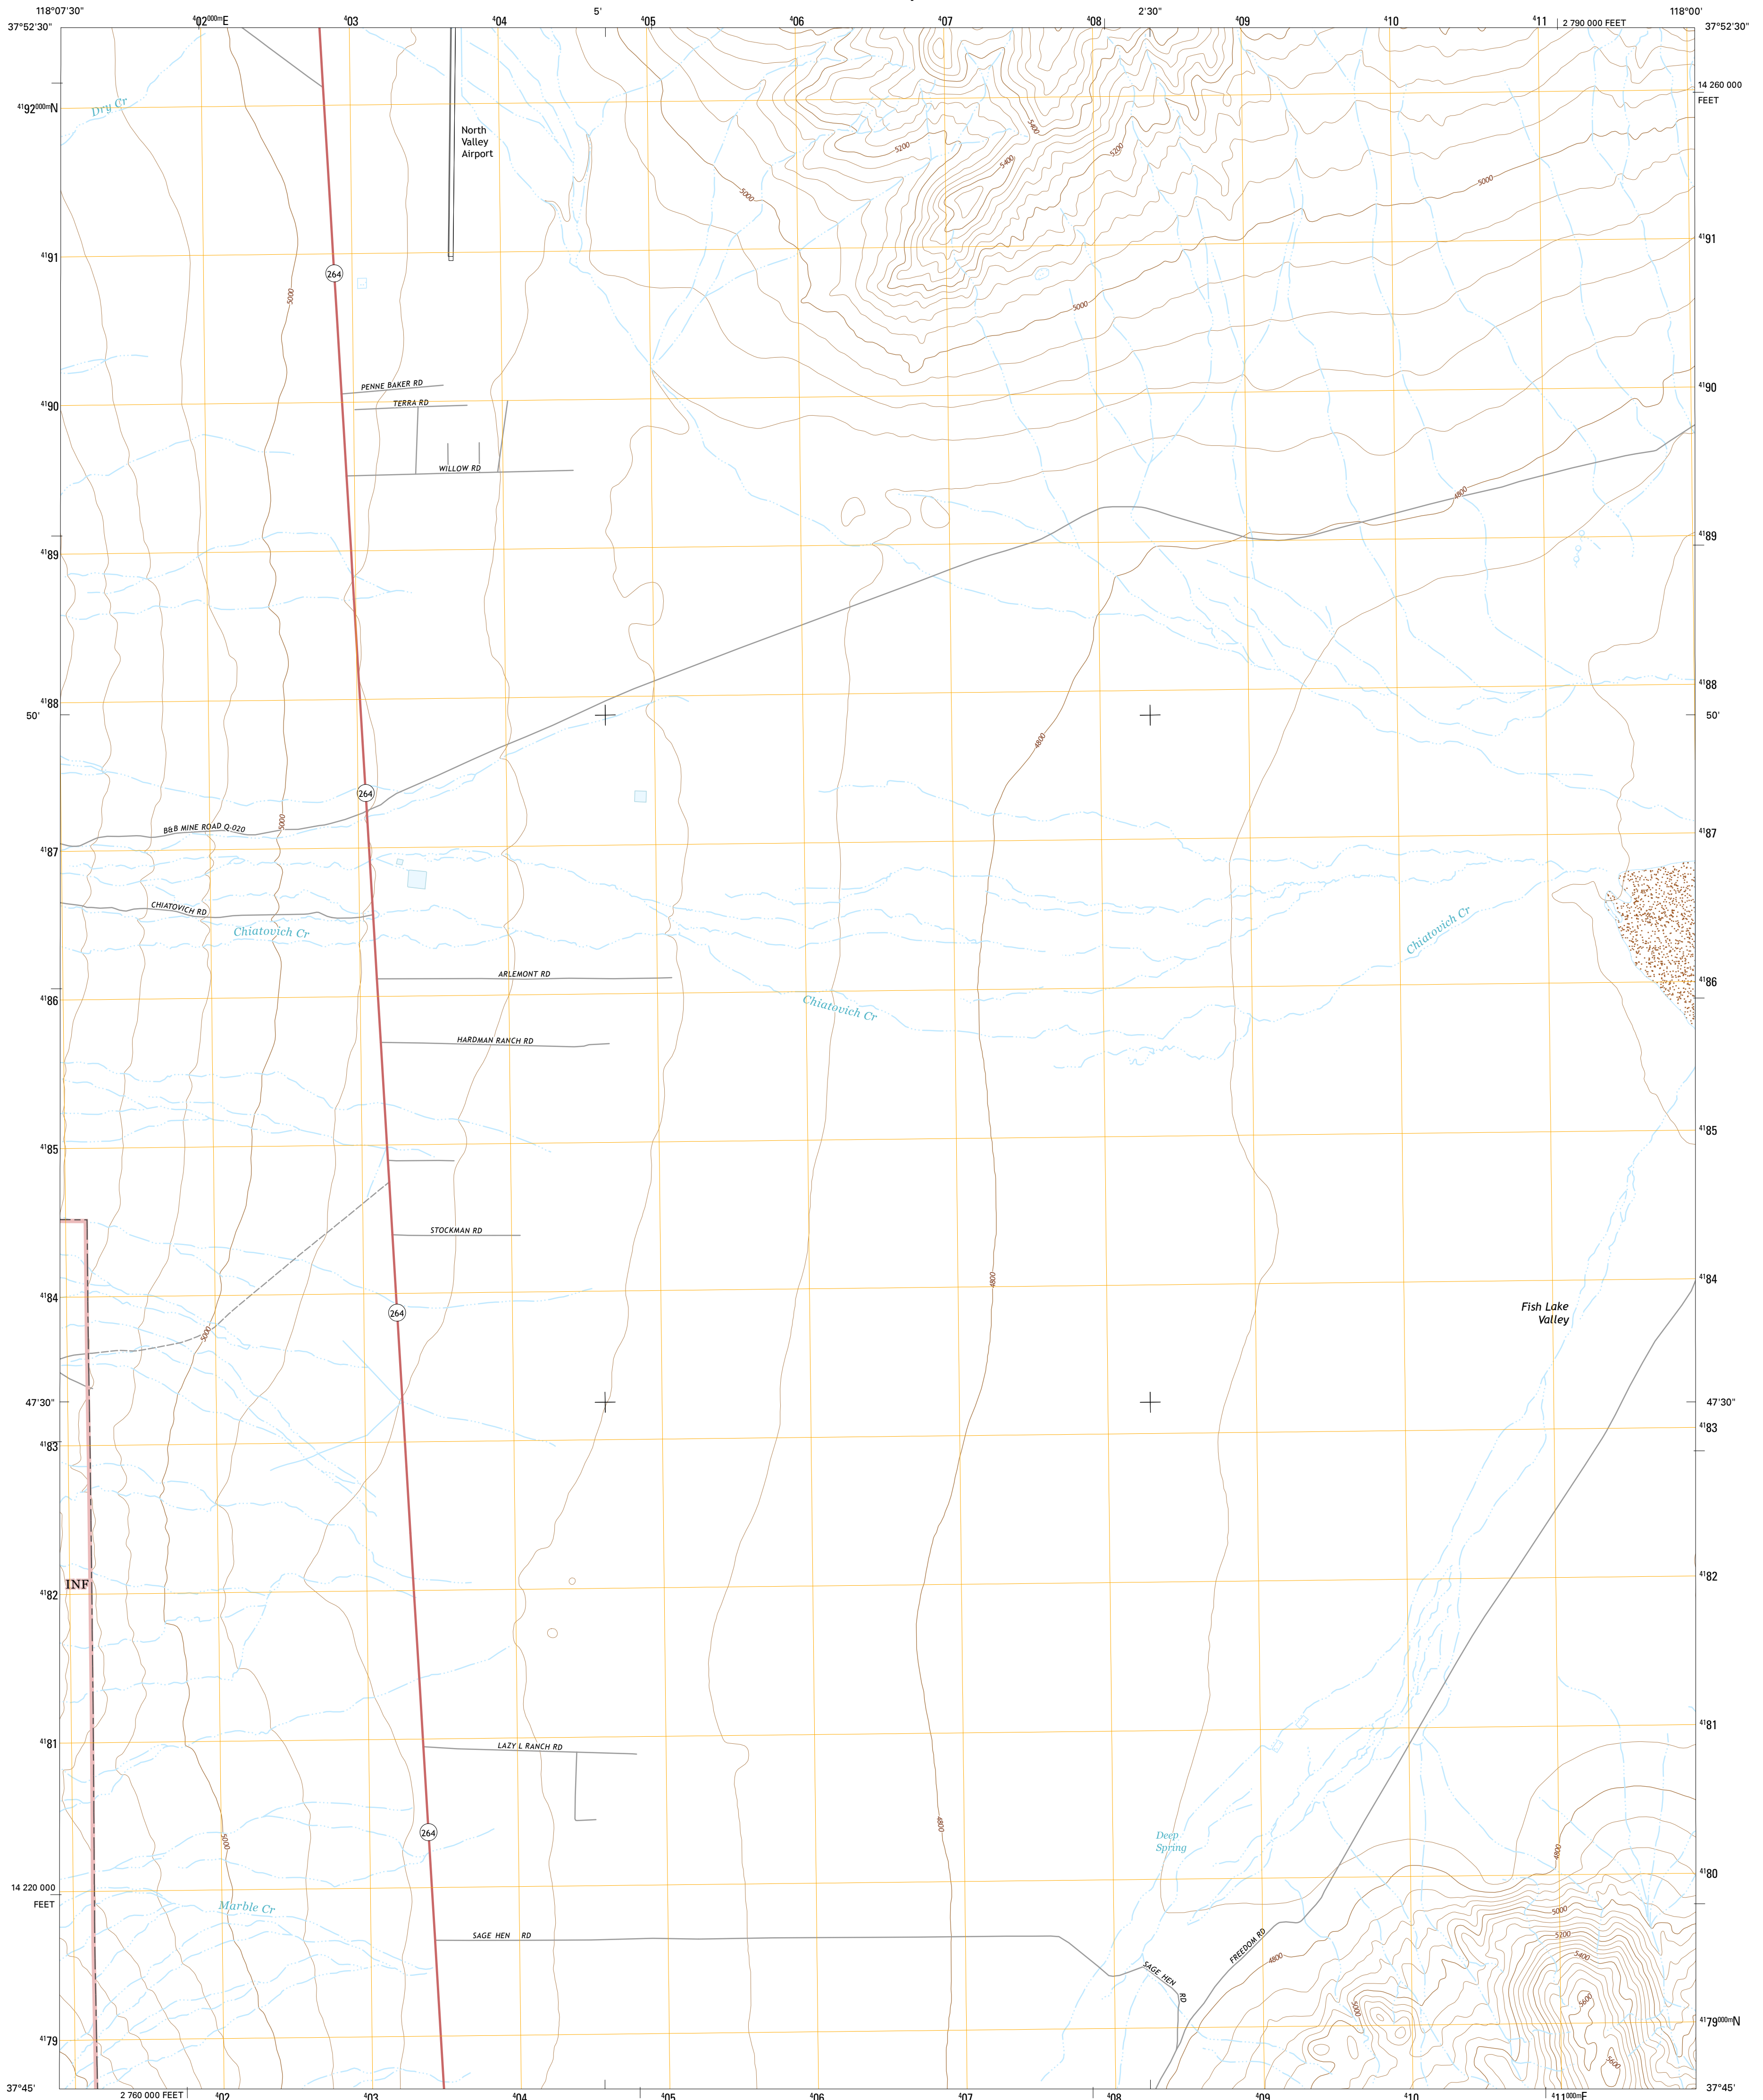 118°07'30"
402000mE
403
404
5'
405
406
407
408
2'30"
409
410
411
2 790 000 FEET
118°00'
37°52'30"
37°52'30"
Dry Cr
4192000mN
14 260 000
FEET
North
Valley
Airport
5400
5200
5400
5200
5000
5000
4191
4191
264
5000
5000
PENNE BAKER RD
4190
TERRA RD
4190
WILLOW RD
4800
4189
4189
4188
4188
50'
50'
4800
264
B&B MINE ROAD Q-020
5000
4187
4187
CHIATOVICH RD
Chiatovich Cr
Chiatovich Cr
ARLEMONT RD
4186
4186
Chiatovich Cr
HARDMAN RANCH RD
4185
4185
STOCKMAN RD
4800
4184
4184
264
5000
Fish Lake
Valley
47'30"
47'30"
4183
4183
INF
4182
4182
4181
4181
LAZY L RANCH RD
264
5000
4800
Deep
Spring
4800
14 220 000
FEET
4180
Marble Cr
5000
SAGE HEN RD
FREEDOM RD
5200
4800
5400
SAGE HEN RD
5000
5600
4179
4179000mN
5600
37°45'
37°45'
2 760 000 FEET
402
403
404
405
406
407
408
409
410
411000mE